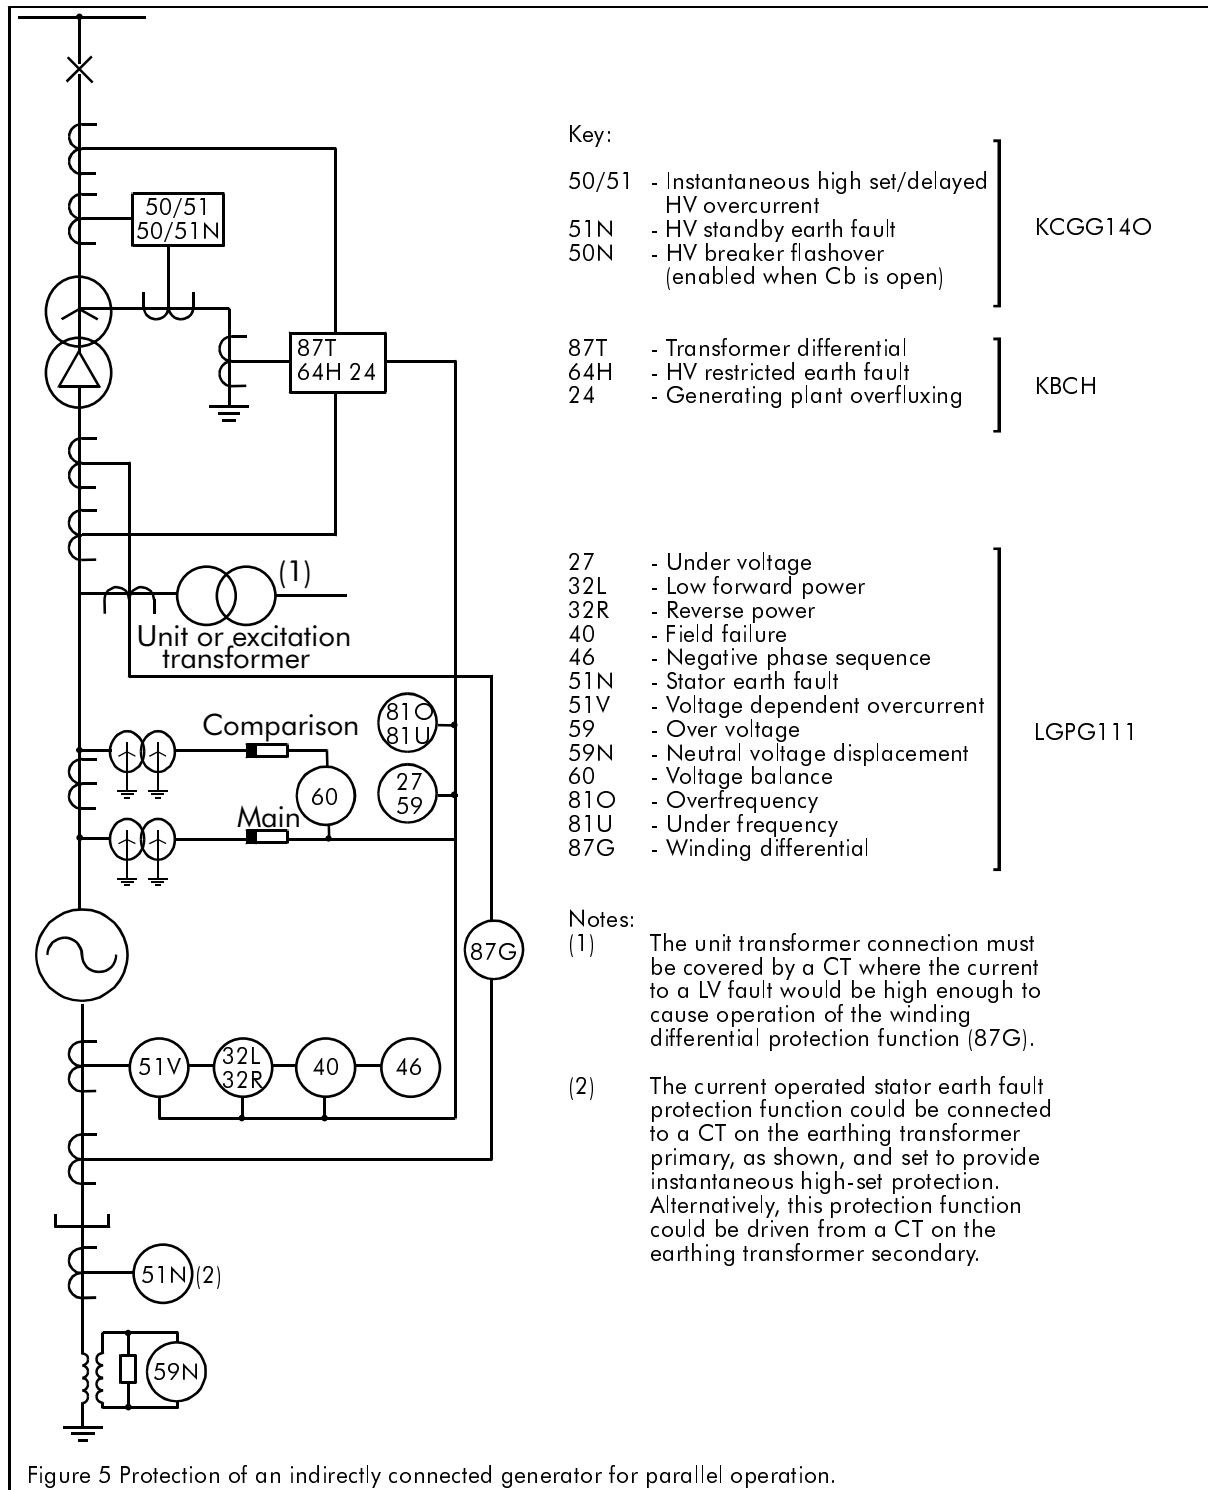 50/51
50/51N
87T
64H 24
(1)
Unit or excitation
transformer
Comparison
81O
81U
60
27
59
Main
87G
51V
32L
32R
40
46
51N
(2)
59N
Key:
50/51 - Instantaneous high set/delayed
HV overcurrent
51N - HV standby earth fault
50N - HV breaker flashover
(enabled when Cb is open)
KCGG14O
87T - Transformer differential
64H - HV restricted earth fault
24 - Generating plant overfluxing
KBCH
27 - Under voltage
32L - Low forward power
32R - Reverse power
40 - Field failure
46 - Negative phase sequence
51N - Stator earth fault
51V - Voltage dependent overcurrent
59 - Over voltage
59N - Neutral voltage displacement
60 - Voltage balance
81O - Overfrequency
81U - Under frequency
87G - Winding differential
LGPG111
Notes:
(1) The unit transformer connection must
be covered by a CT where the current
to a LV fault would be high enough to
cause operation of the winding
differential protection function (87G).
(2) The current operated stator earth fault
protection function could be connected
to a CT on the earthing transformer
primary, as shown, and set to provide
instantaneous high-set protection.
Alternatively, this protection function
could be driven from a CT on the
earthing transformer secondary.
Figure 5 Protection of an indirectly connected generator for parallel operation.